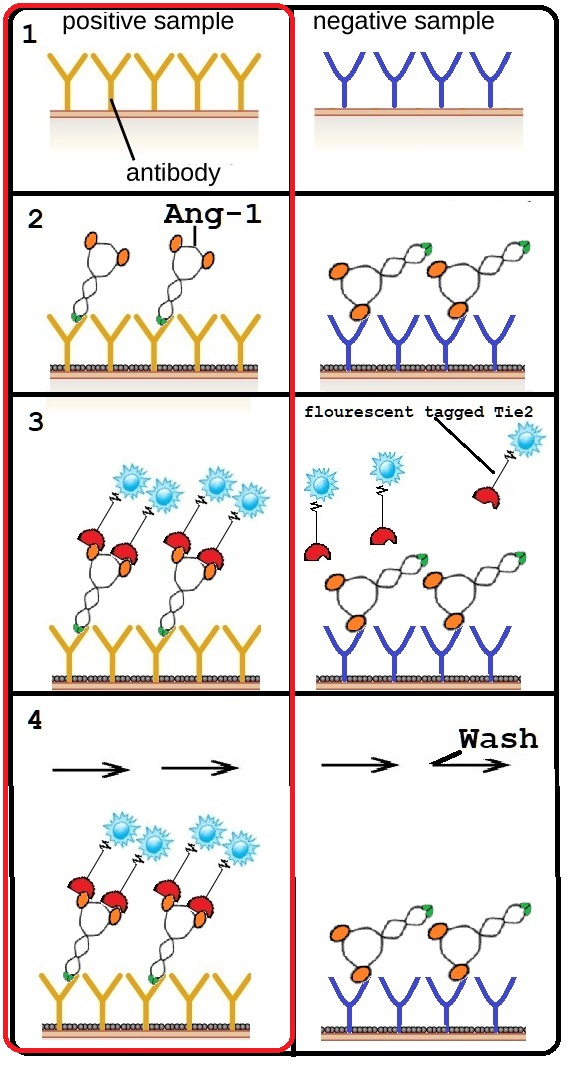 positive sample
negative sample
1
antibody
2
Ang-1
3
flourescent tagged Tie2
4
Wash